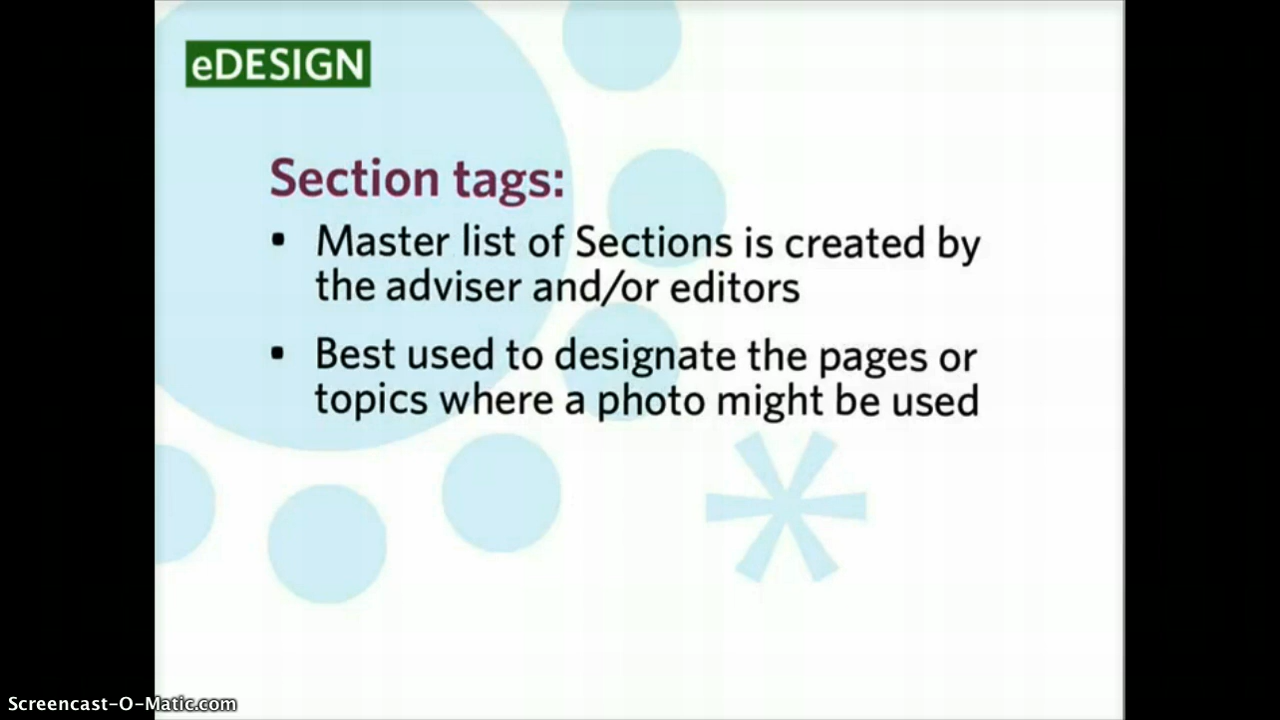 eDESIGN
Section tags:
▪ Master list of Sections is created by
the adviser and/or editors
▪ Best used to designate the pages or
topics where a photo might be used
Screencast-O-Matic.com